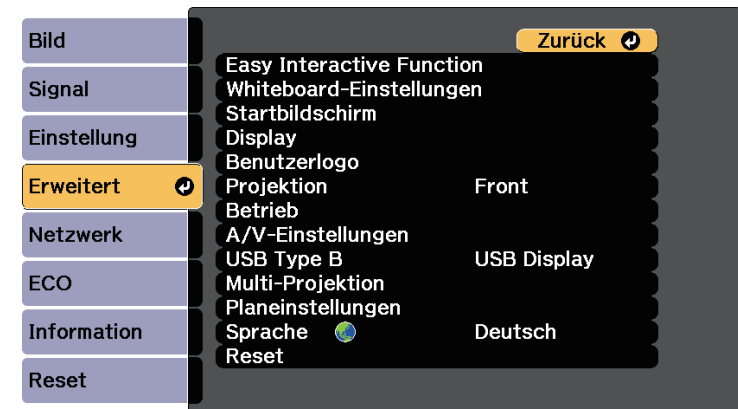 Bild
Signal
Einstellung
Erweitert
Netzwerk
ECO
Information
Reset
Zurück
Easy Interactive Function
Whiteboard-Einstellungen
Startbildschirm
Display
Benutzerlogo
Projektion Front
Betrieb
A/V-Einstellungen
USB Type B USB Display
Multi-Projektion
Planeinstellungen
Sprache Deutsch
Reset